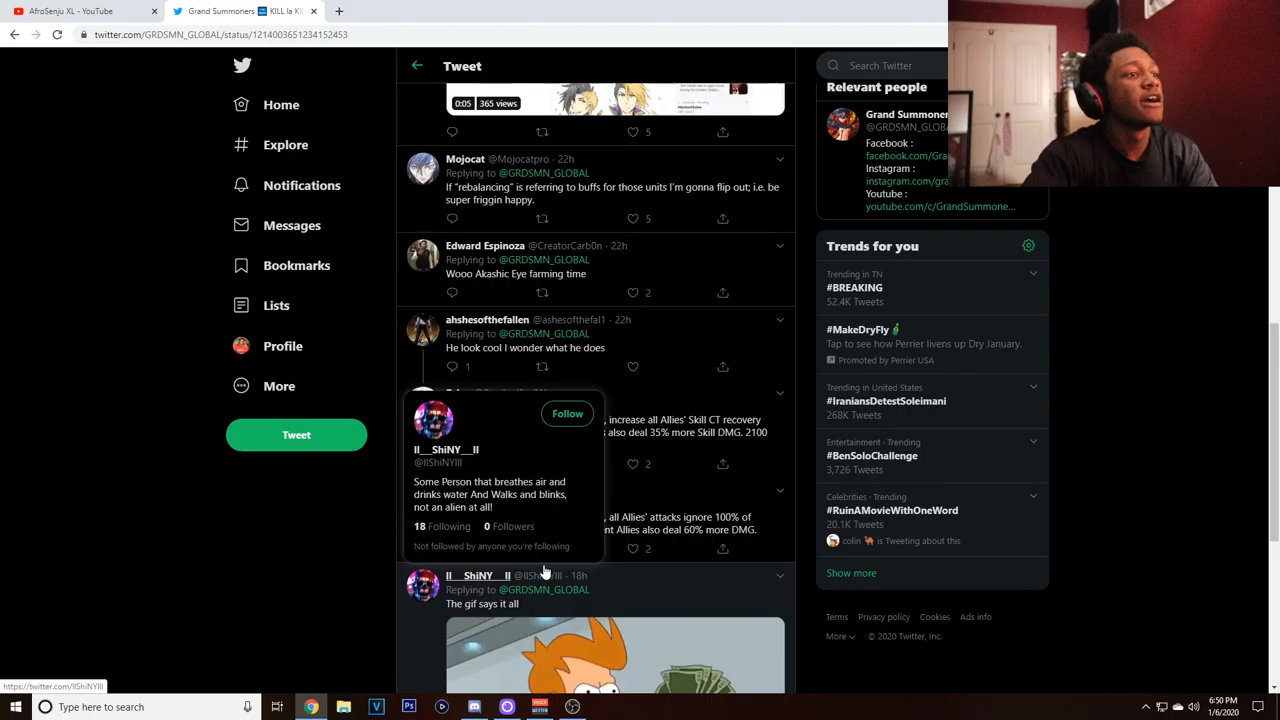 AfroSenju XL - YouTube
Grand Summoners
KILL la KIL
twitter.com/GRDSMN_GLOBAL/status/1214003651234152453
Home
Explore
Notifications
Messages
Bookmarks
Lists
Profile
More
Tweet
Tweet
0:05
365 views
5
Mojocat @Mojocatpro · 22h
Replying to @GRDSMN_GLOBAL
If “rebalancing” is referring to buffs for those units I'm gonna flip out; i.e. be
super friggin happy.
5
Edward Espinoza @CreatorCarb0n · 22h
Replying to @GRDSMN_GLOBAL
Wooo Akashic Eye farming time
2
ahshesofthefallen @ashesofthefal1 · 22h
Replying to @GRDSMN_GLOBAL
He look cool I wonder what he does
1
, increase all Allies' Skill CT recovery
s also deal 35% more Skill DMG. 2100
2
, all Allies' attacks ignore 100% of
nt Allies also deal 60% more DMG.
2
Follow
II__ShiNY__II
@IIShiNYIII
Some Person that breathes air and
drinks water And Walks and blinks,
not an alien at all!
18 Following
0 Followers
Not followed by anyone you're following
II__ShiNY__II
18h
Replying to @GRDSMN_GLOBAL
The gif says it all
Search Twitter
Relevant people
Grand Summoners
@GRDSMN_GLOBA
Facebook :
facebook.com/Gra
Instagram :
instagram.com/gra
Youtube :
youtube.com/c/GrandSummone...
Trends for you
Trending in TN
#BREAKING
52.4K Tweets
#MakeDryFly
Tap to see how Perrier livens up Dry January.
Promoted by Perrier USA
Trending in United States
#IraniansDetestSoleimani
268K Tweets
Entertainment · Trending
#BenSoloChallenge
3,726 Tweets
Celebrities · Trending
#RuinAMovieWithOneWord
20.1K Tweets
colin 🐪 is Tweeting about this
Show more
Terms
Privacy policy
Cookies
Ads info
More
© 2020 Twitter, Inc.
https://twitter.com/IIShiNYIII
Type here to search
6:50 PM
1/6/2020